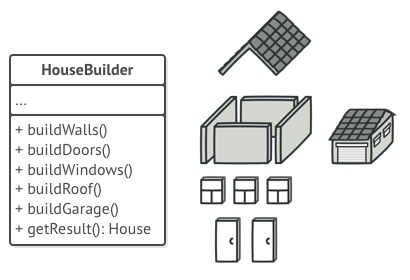 HouseBuilder
...
+ buildWalls()
+ buildDoors()
+ buildWindows()
+ buildRoof()
+ buildGarage()
+ getResult(): House